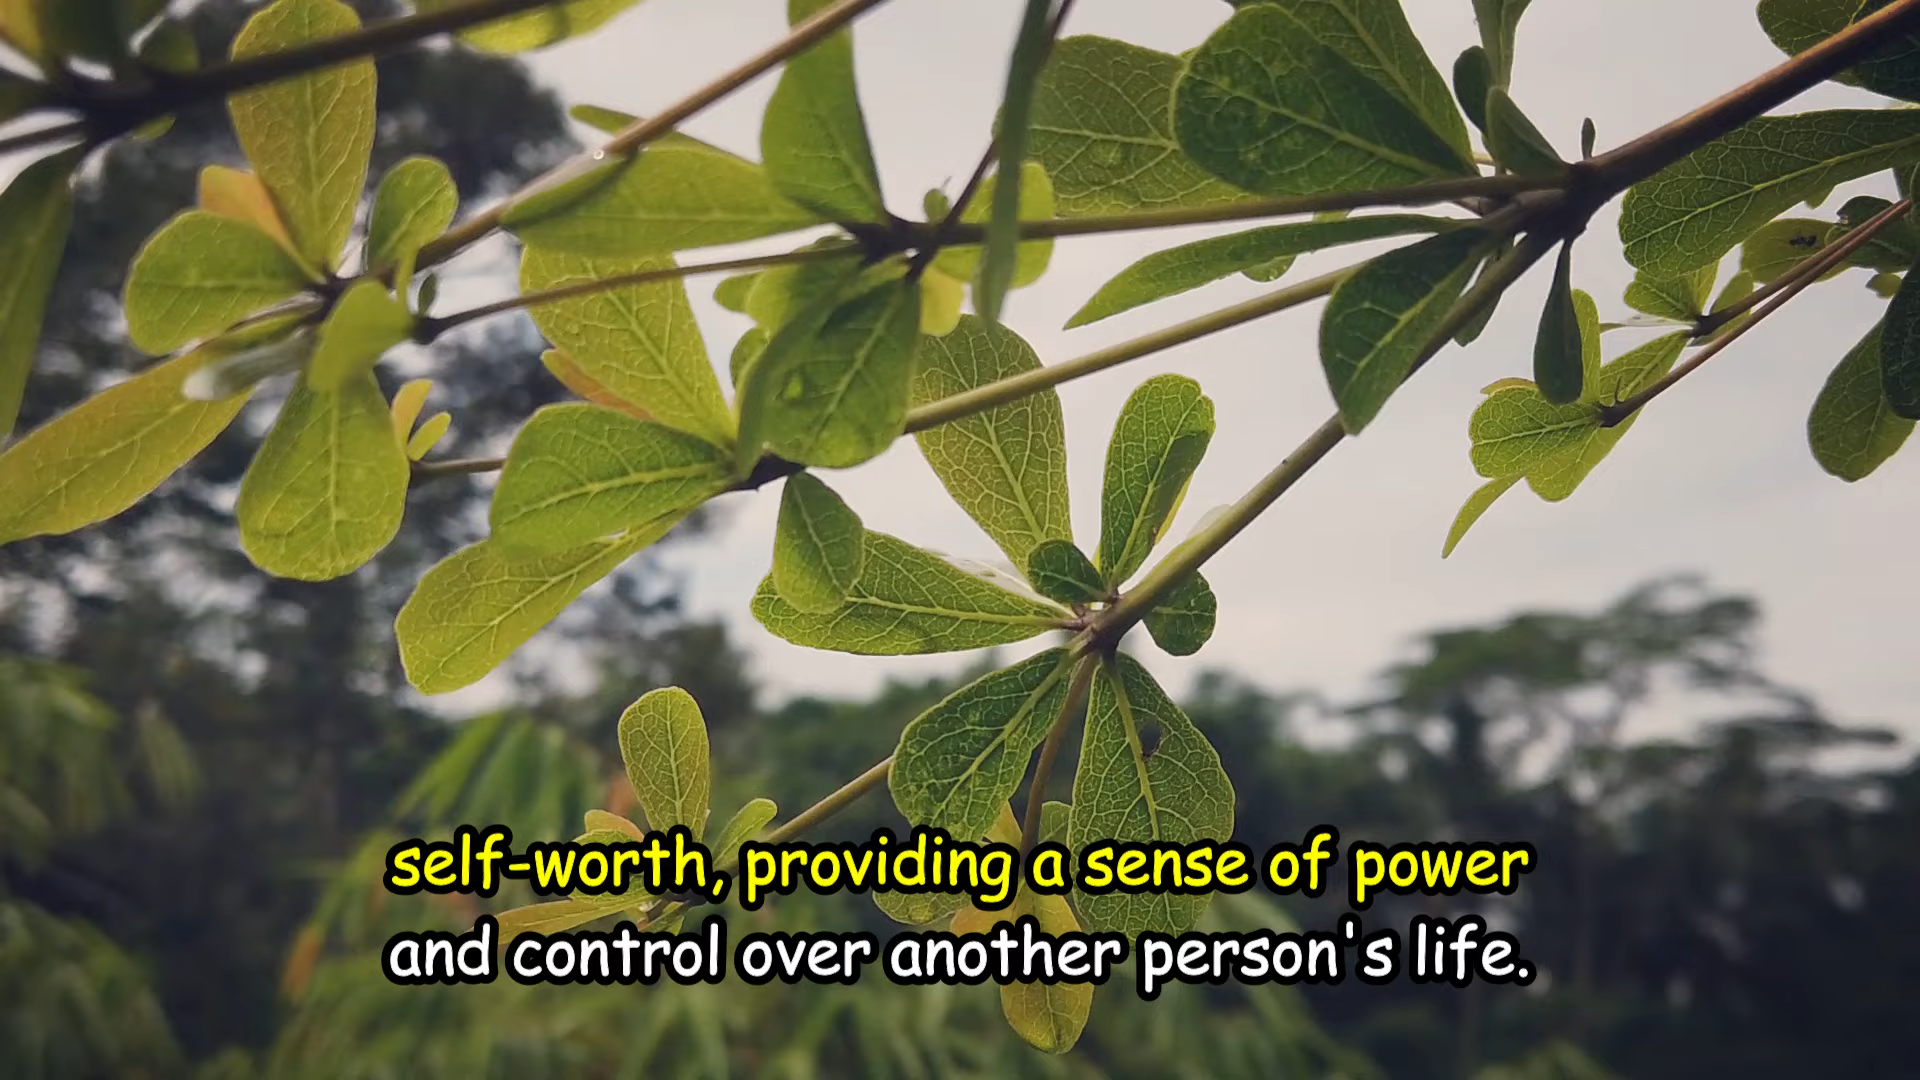 self-worth, providing a sense of power
and control over another person's life.